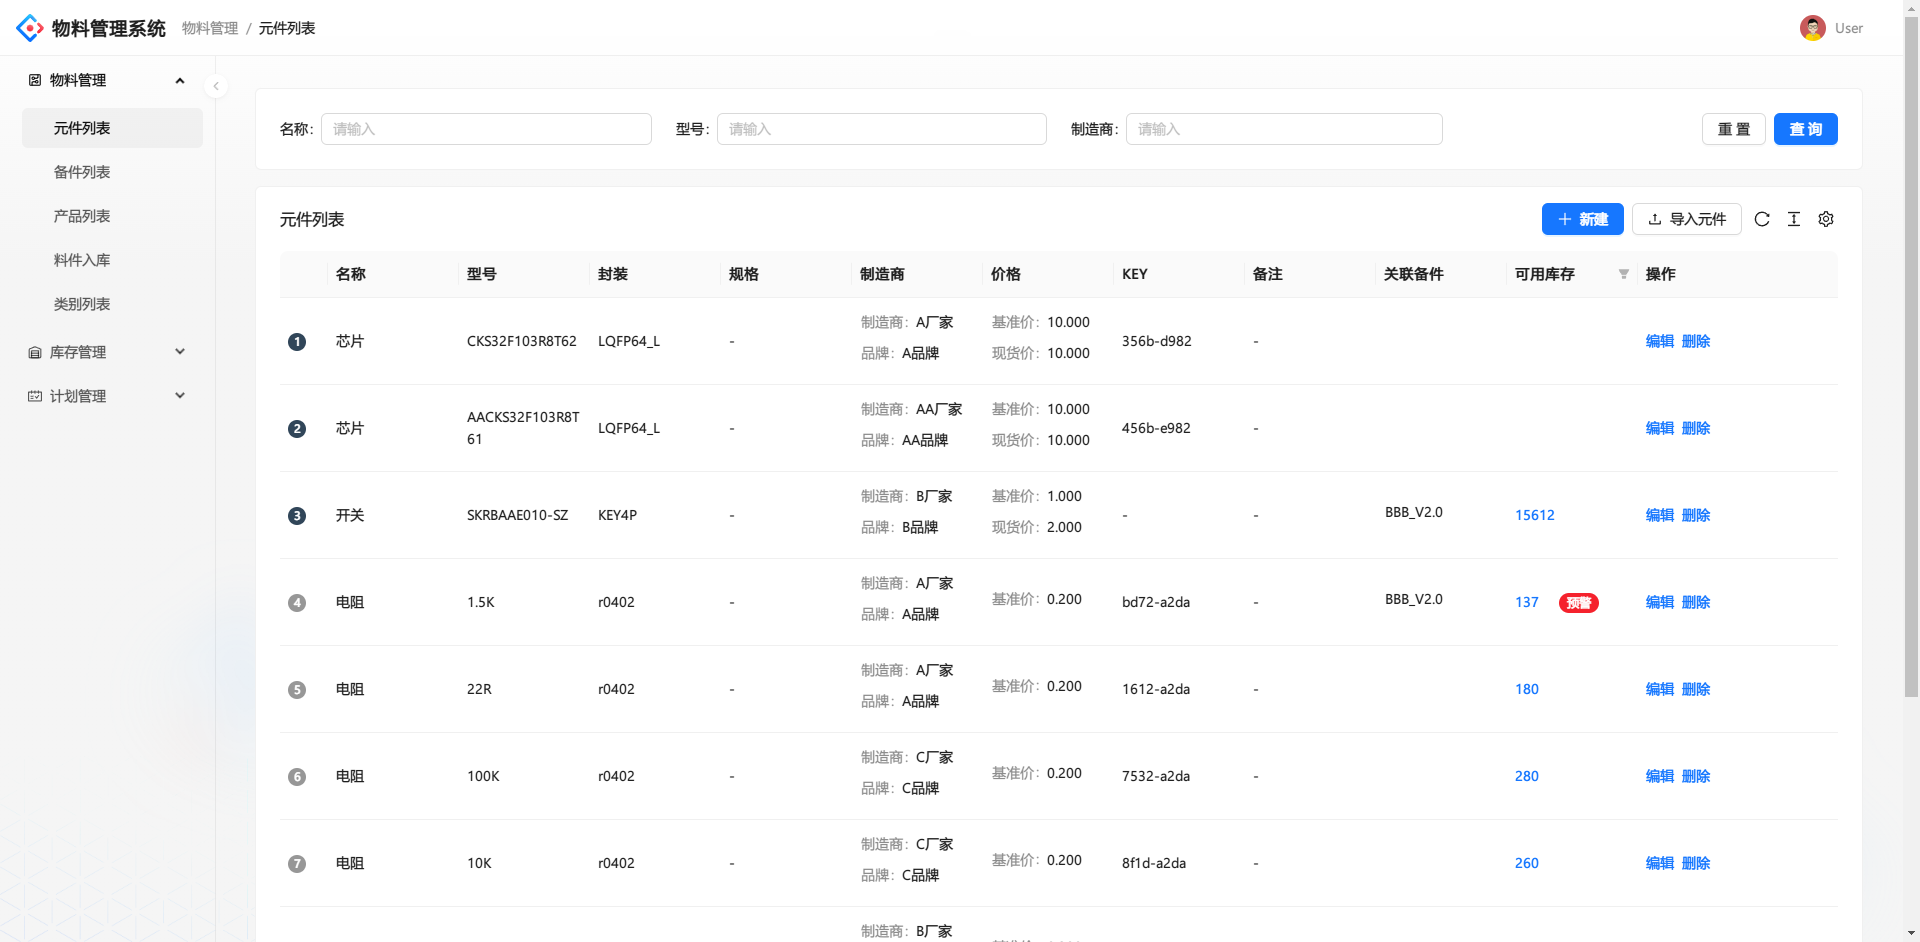 物料管理系统 物料管理 / 元件列表 User
物料管理
元件列表
备件列表
产品列表
料件入库
类别列表
库存管理
计划管理
名称: 请输入 型号: 请输入 制造商: 请输入 重 置 查 询
元件列表 新建 导入元件
名称 型号 封装 规格 制造商 价格 KEY 备注 关联备件 可用库存 操作
制造商: A厂家 基准价: 10.000
1 芯片 CKS32F103R8T62 LQFP64_L - 356b-d982 - 编辑 删除
品牌: A品牌 现货价: 10.000
制造商: AA厂家 基准价: 10.000
AACKS32F103R8T
2 芯片 LQFP64_L - 456b-e982 - 编辑 删除
61
品牌: AA品牌 现货价: 10.000
制造商: B厂家 基准价: 1.000
3 开关 SKRBAAE010-SZ KEY4P - - - BBB_V2.0 15612 编辑 删除
品牌: B品牌 现货价: 2.000
制造商: A厂家
4 电阻 1.5K r0402 - 基准价: 0.200 bd72-a2da - BBB_V2.0 137 预警 编辑 删除
品牌: A品牌
制造商: A厂家
5 电阻 22R r0402 - 基准价: 0.200 1612-a2da - 180 编辑 删除
品牌: A品牌
制造商: C厂家
6 电阻 100K r0402 - 基准价: 0.200 7532-a2da - 280 编辑 删除
品牌: C品牌
制造商: C厂家
7 电阻 10K r0402 - 基准价: 0.200 8f1d-a2da - 260 编辑 删除
品牌: C品牌
制造商: B厂家